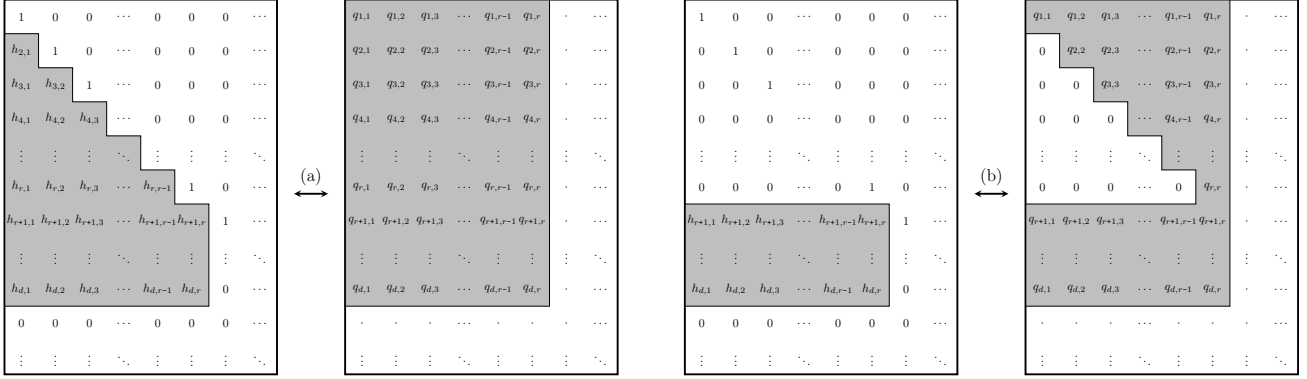 1 0 0 ⋯ 0 0 0 ⋯
h_{2,1} 1 0 ⋯ 0 0 0 ⋯
h_{3,1} h_{3,2} 1 ⋯ 0 0 0 ⋯
h_{4,1} h_{4,2} h_{4,3} ⋯ 0 0 0 ⋯
⋮ ⋮ ⋮ ⋱ ⋮ ⋮ ⋮ ⋱
h_{r,1} h_{r,2} h_{r,3} ⋯ h_{r,r−1} 1 0 ⋯
h_{r+1,1} h_{r+1,2} h_{r+1,3} ⋯ h_{r+1,r−1} h_{r+1,r} 1 ⋯
⋮ ⋮ ⋮ ⋱ ⋮ ⋮ ⋮ ⋱
h_{d,1} h_{d,2} h_{d,3} ⋯ h_{d,r−1} h_{d,r} 0 ⋯
0 0 0 ⋯ 0 0 0 ⋯
⋮ ⋮ ⋮ ⋱ ⋮ ⋮ ⋮ ⋱
(a)
q_{1,1} q_{1,2} q_{1,3} ⋯ q_{1,r−1} q_{1,r} · ⋯
q_{2,1} q_{2,2} q_{2,3} ⋯ q_{2,r−1} q_{2,r} · ⋯
q_{3,1} q_{3,2} q_{3,3} ⋯ q_{3,r−1} q_{3,r} · ⋯
q_{4,1} q_{4,2} q_{4,3} ⋯ q_{4,r−1} q_{4,r} · ⋯
⋮ ⋮ ⋮ ⋱ ⋮ ⋮ ⋮ ⋱
q_{r,1} q_{r,2} q_{r,3} ⋯ q_{r,r−1} q_{r,r} · ⋯
q_{r+1,1} q_{r+1,2} q_{r+1,3} ⋯ q_{r+1,r−1} q_{r+1,r} · ⋯
⋮ ⋮ ⋮ ⋱ ⋮ ⋮ ⋮ ⋱
q_{d,1} q_{d,2} q_{d,3} ⋯ q_{d,r−1} q_{d,r} · ⋯
· · · ⋯ · · · ⋯
⋮ ⋮ ⋮ ⋱ ⋮ ⋮ ⋮ ⋱
1 0 0 ⋯ 0 0 0 ⋯
0 1 0 ⋯ 0 0 0 ⋯
0 0 1 ⋯ 0 0 0 ⋯
0 0 0 ⋯ 0 0 0 ⋯
⋮ ⋮ ⋮ ⋱ ⋮ ⋮ ⋮ ⋱
0 0 0 ⋯ 0 1 0 ⋯
h_{r+1,1} h_{r+1,2} h_{r+1,3} ⋯ h_{r+1,r−1} h_{r+1,r} 1 ⋯
⋮ ⋮ ⋮ ⋱ ⋮ ⋮ ⋮ ⋱
h_{d,1} h_{d,2} h_{d,3} ⋯ h_{d,r−1} h_{d,r} 0 ⋯
0 0 0 ⋯ 0 0 0 ⋯
⋮ ⋮ ⋮ ⋱ ⋮ ⋮ ⋮ ⋱
(b)
q_{1,1} q_{1,2} q_{1,3} ⋯ q_{1,r−1} q_{1,r} · ⋯
0 q_{2,2} q_{2,3} ⋯ q_{2,r−1} q_{2,r} · ⋯
0 0 q_{3,3} ⋯ q_{3,r−1} q_{3,r} · ⋯
0 0 0 ⋯ q_{4,r−1} q_{4,r} · ⋯
⋮ ⋮ ⋮ ⋱ ⋮ ⋮ ⋮ ⋱
0 0 0 ⋯ 0 q_{r,r} · ⋯
q_{r+1,1} q_{r+1,2} q_{r+1,3} ⋯ q_{r+1,r−1} q_{r+1,r} · ⋯
⋮ ⋮ ⋮ ⋱ ⋮ ⋮ ⋮ ⋱
q_{d,1} q_{d,2} q_{d,3} ⋯ q_{d,r−1} q_{d,r} · ⋯
· · · ⋯ · · · ⋯
⋮ ⋮ ⋮ ⋱ ⋮ ⋮ ⋮ ⋱